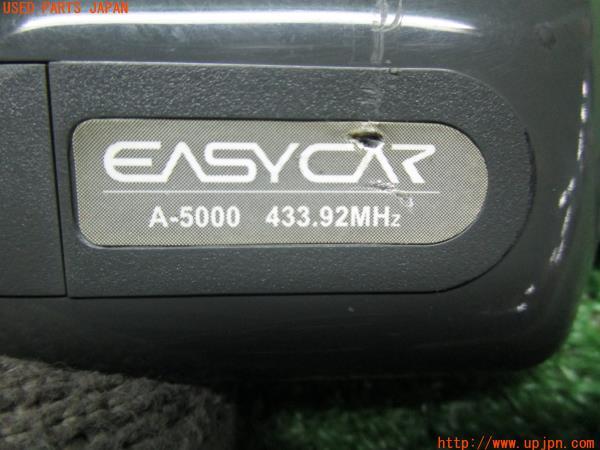 USED PARTS JAPAN
EASYCAR
A-5000 433.92MHz
http://www.upjpn.com/